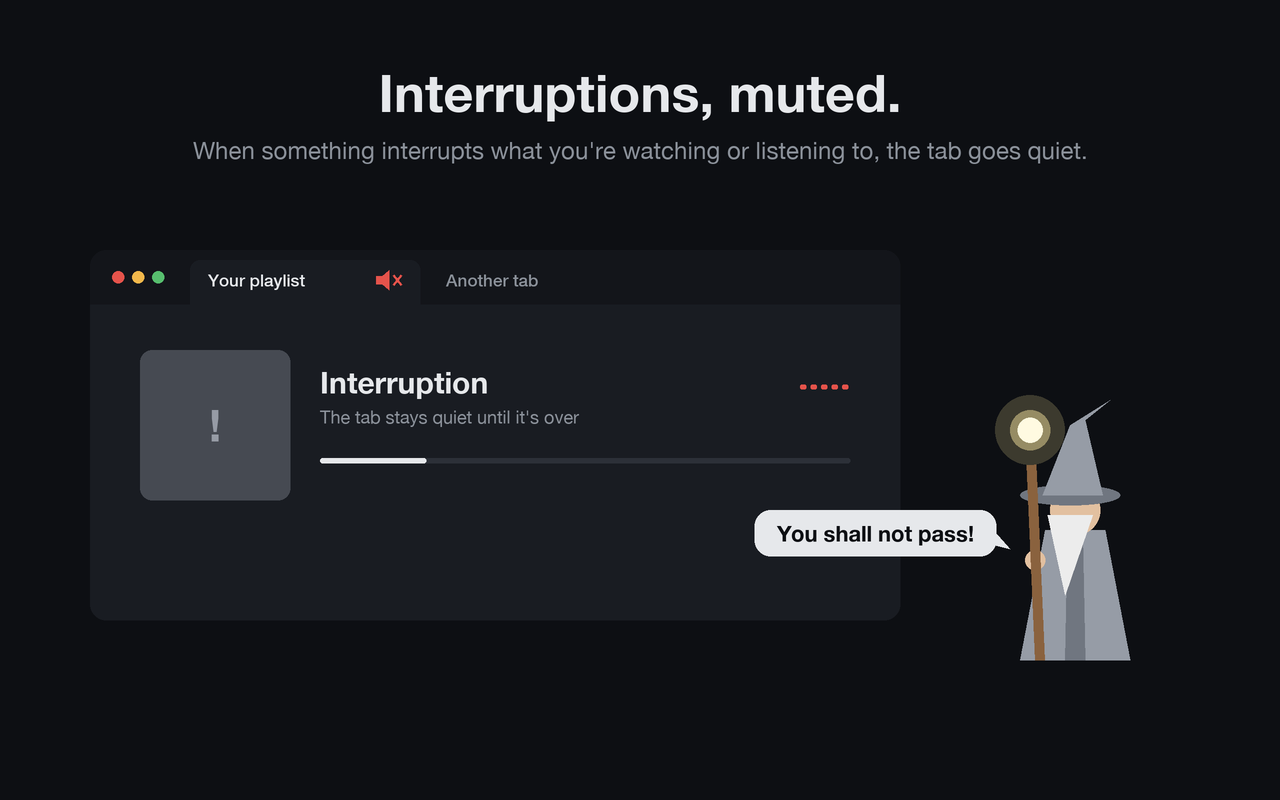 Interruptions, muted.
When something interrupts what you're watching or listening to, the tab goes quiet.
Your playlist
Another tab
!
Interruption
The tab stays quiet until it's over
You shall not pass!